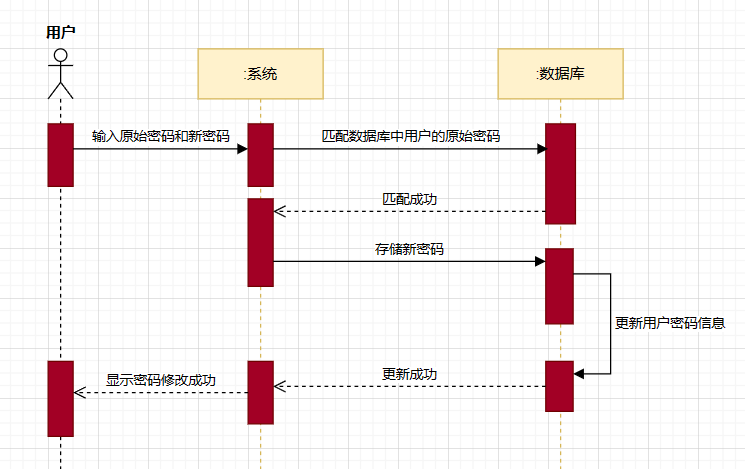 用户
:系统
:数据库
输入原始密码和新密码
匹配数据库中用户的原始密码
匹配成功
存储新密码
更新用户密码信息
更新成功
显示密码修改成功